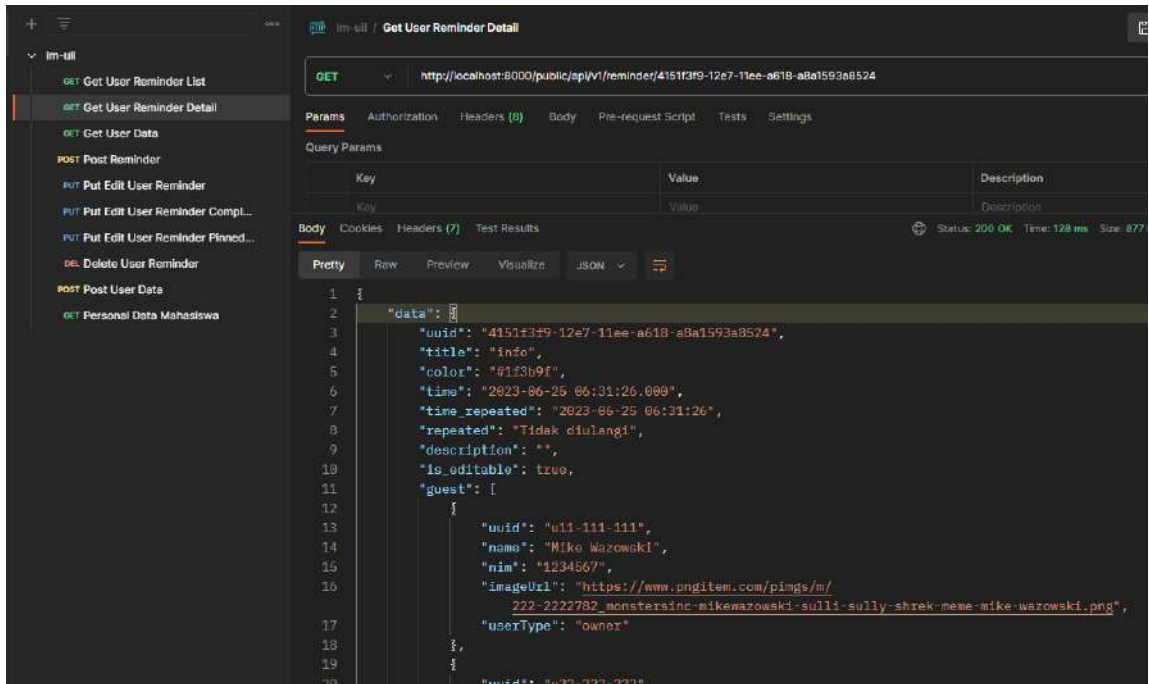 im-uii
GET Get User Reminder List
GET Get User Reminder Detail
GET Get User Data
POST Post Reminder
PUT Put Edit User Reminder
PUT Put Edit User Reminder Compl...
PUT Put Edit User Reminder Pinned...
DEL Delete User Reminder
POST Post User Data
GET Personal Data Mahasiswa
HTTP im-uii / Get User Reminder Detail
GET http://localhost:8000/public/api/v1/reminder/4151f3f9-12e7-11ee-a618-a8a1593a8524
Params Authorization Headers (8) Body Pre-request Script Tests Settings
Query Params
Key Value Description
Key Value Description
Body Cookies Headers (7) Test Results Status: 200 OK Time: 128 ms Size: 877
Pretty Raw Preview Visualize JSON
1 {
2 "data": {
3 "uuid": "4151f3f9-12e7-11ee-a618-a8a1593a8524",
4 "title": "info",
5 "color": "#1f3b9f",
6 "time": "2023-06-25 06:31:26.000",
7 "time_repeated": "2023-06-25 06:31:26",
8 "repeated": "Tidak diulangi",
9 "description": "",
10 "is_editable": true,
11 "guest": [
12 {
13 "uuid": "u11-111-111",
14 "name": "Mike Wazowski",
15 "nim": "1234567",
16 "imageUrl": "https://www.pngitem.com/pimgs/m/
222-2222782_monstersinc-mikewazowski-sulli-sully-shrek-meme-mike-wazowski.png",
17 "userType": "owner"
18 },
19 {
20 "uuid": "u22-222-222"